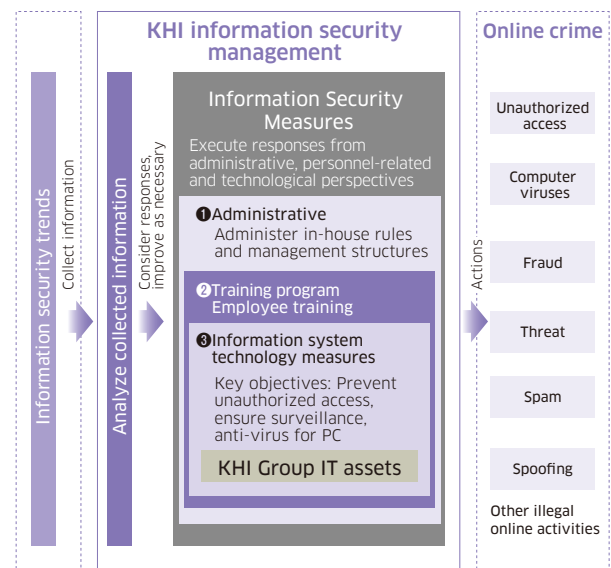 Information security trends
Collect information
KHI information security
management
Analyze collected information
Consider responses,
improve as necessary
Information Security
Measures
Execute responses from
administrative, personnel-related
and technological perspectives
❶Administrative
Administer in-house rules
and management structures
❷Training program
Employee training
❸Information system
technology measures
Key objectives: Prevent
unauthorized access,
ensure surveillance,
anti-virus for PC
KHI Group IT assets
Actions
Online crime
Unauthorized
access
Computer
viruses
Fraud
Threat
Spam
Spoofing
Other illegal
online activities